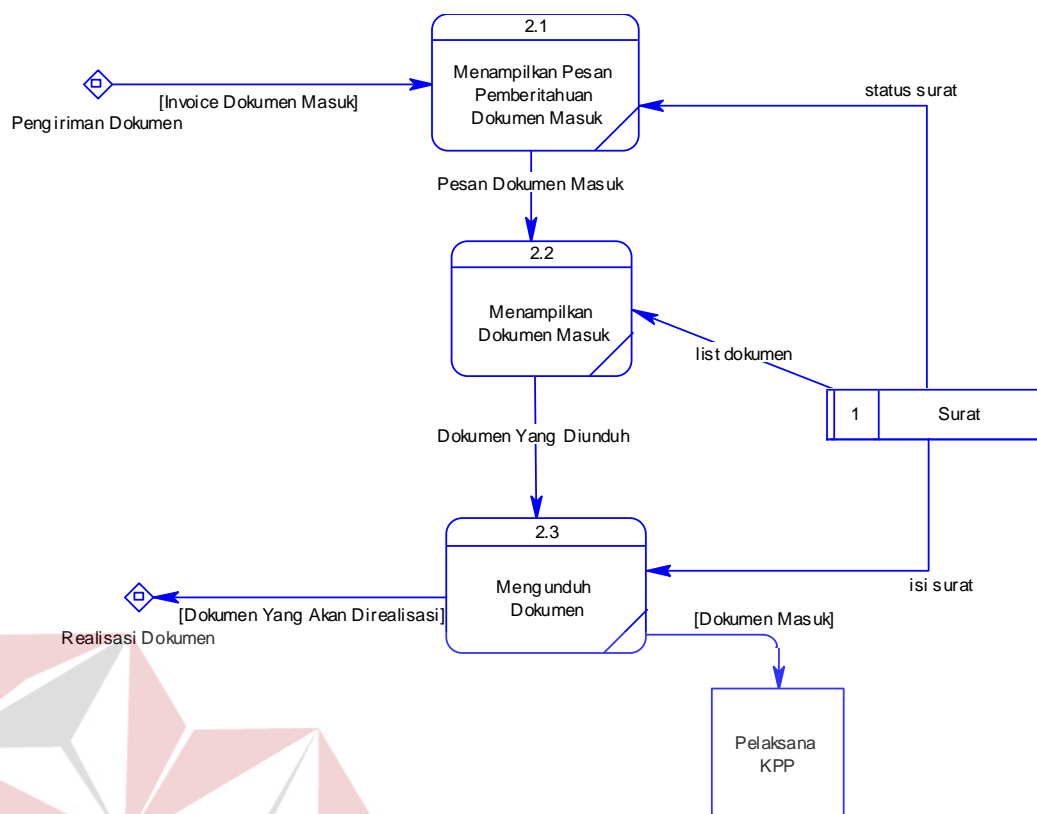 2.1
Menampilkan Pesan
Pemberitahuan
Dokumen Masuk
[Invoice Dokumen Masuk]
Pengiriman Dokumen
status surat
Pesan Dokumen Masuk
2.2
Menampilkan
Dokumen Masuk
list dokumen
1
Surat
Dokumen Yang Diunduh
2.3
Mengunduh
Dokumen
isi surat
[Dokumen Yang Akan Direalisasi]
Realisasi Dokumen
[Dokumen Masuk]
Pelaksana
KPP